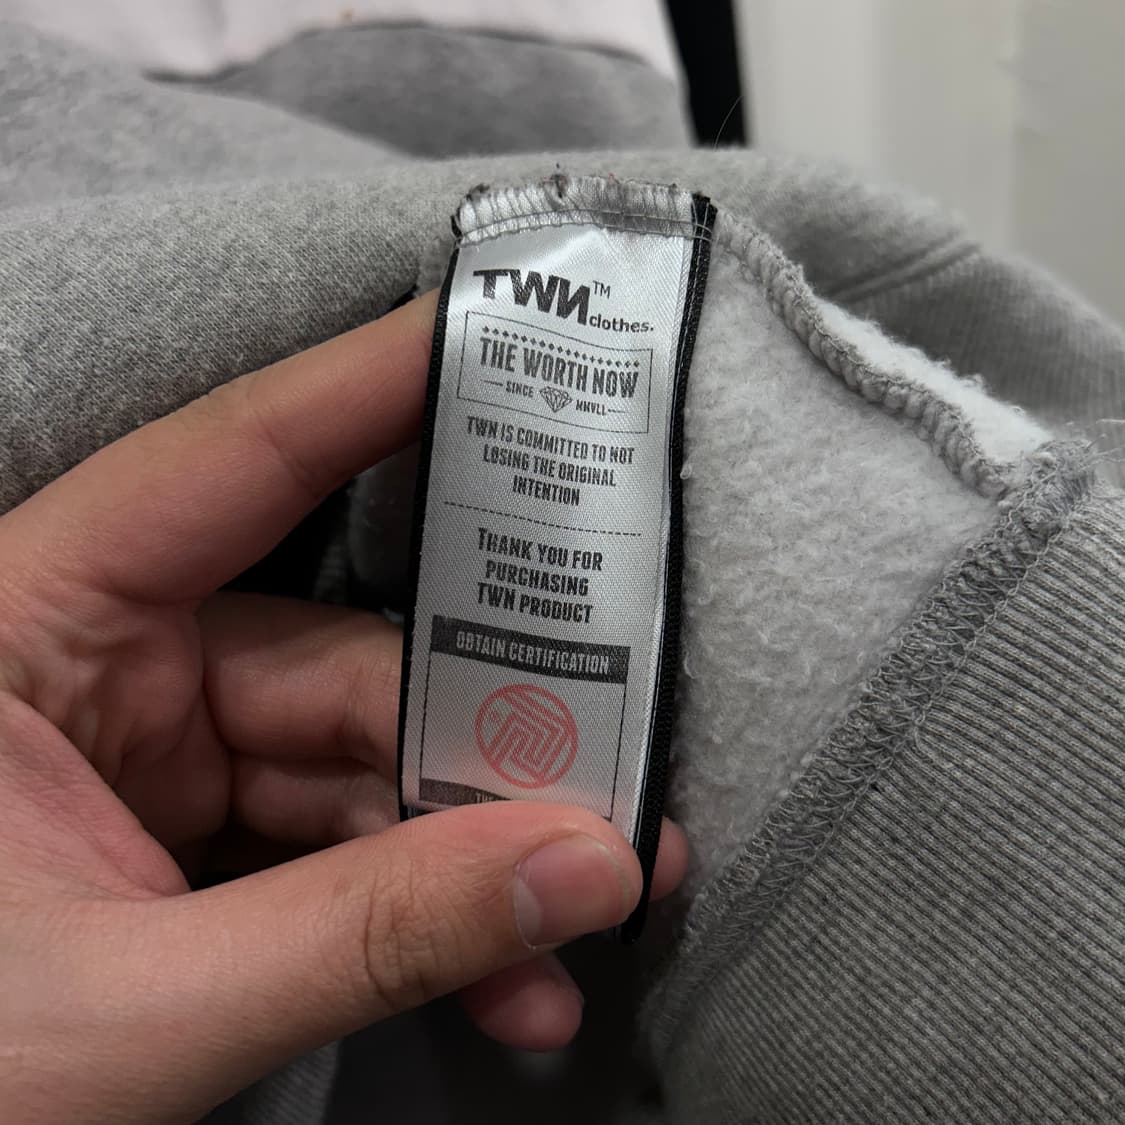 TWN™
clothes.
THE WORTH NOW
SINCE MMVLL
TWN IS COMMITTED TO NOT
LOSING THE ORIGINAL
INTENTION
THANK YOU FOR
PURCHASING
TWN PRODUCT
OBTAIN CERTIFICATION